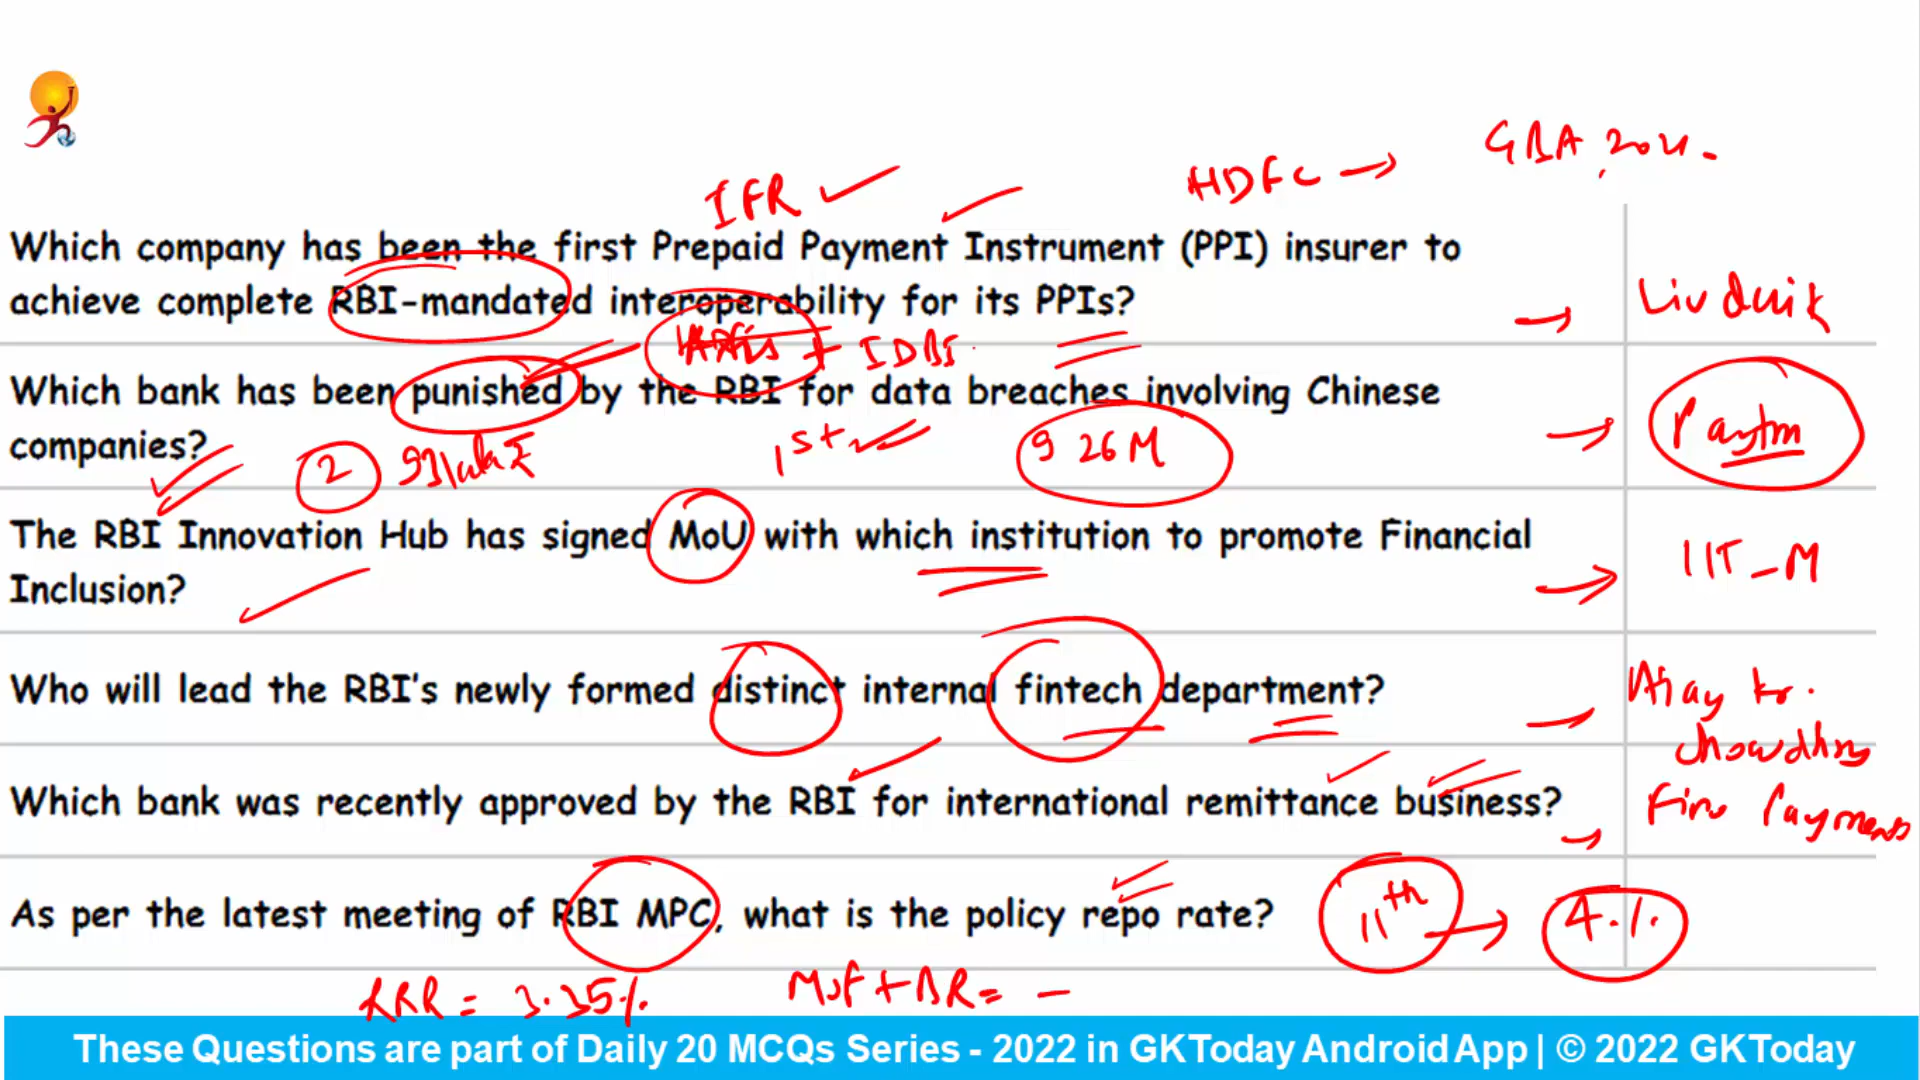 GBA 2021.
IFR HDFC
Which company has been the first Prepaid Payment Instrument (PPI) insurer to
achieve complete RBI-mandated interoperability for its PPIs?
Liv Quik
+ IDBI
Which bank has been punished by the RBI for data breaches involving Chinese
companies?
Paytm
2 1st 926M
The RBI Innovation Hub has signed MoU with which institution to promote Financial
Inclusion?
IIT-M
Who will lead the RBI's newly formed distinct internal fintech department?
Ajay Kr.
Chowdhry
Which bank was recently approved by the RBI for international remittance business?
Fino Payments
As per the latest meeting of RBI MPC, what is the policy repo rate?
11th 4%
RRR = 3.35% MSF + BR =
These Questions are part of Daily 20 MCQs Series - 2022 in GKToday Android App | © 2022 GKToday